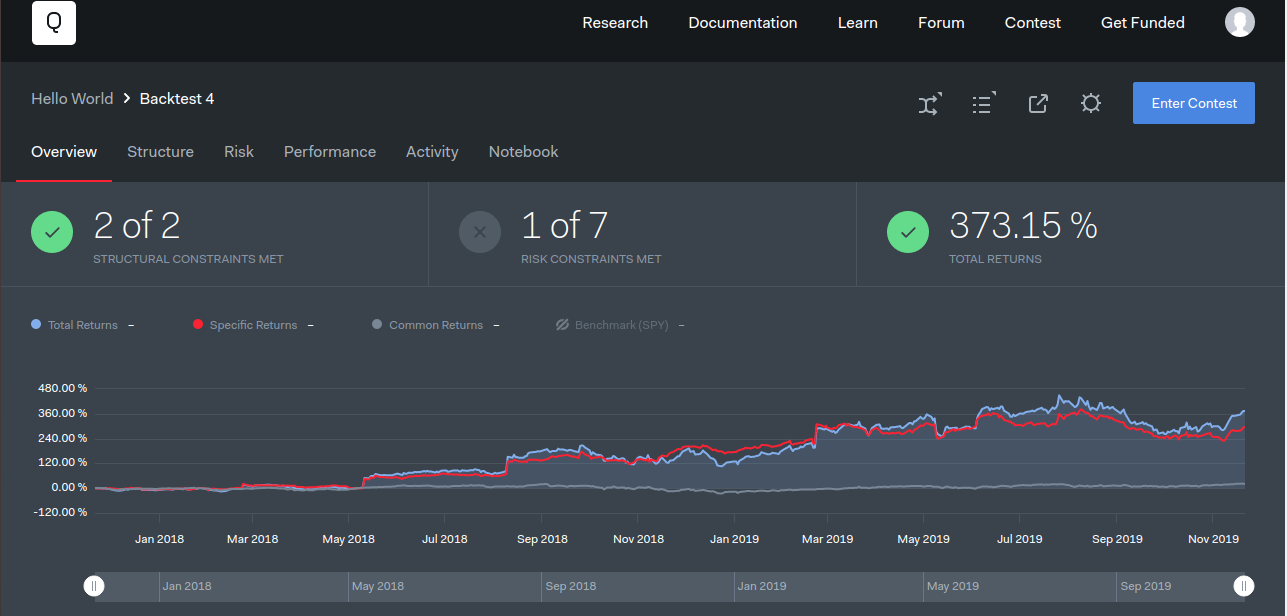 Q
Research Documentation Learn Forum Contest Get Funded
Hello World Backtest 4
Enter Contest
Overview Structure Risk Performance Activity Notebook
2 of 2
STRUCTURAL CONSTRAINTS MET
1 of 7
RISK CONSTRAINTS MET
373.15 %
TOTAL RETURNS
Total Returns – Specific Returns – Common Returns – Benchmark (SPY) –
480.00 %
360.00 %
240.00 %
120.00 %
0.00 %
-120.00 %
Jan 2018 Mar 2018 May 2018 Jul 2018 Sep 2018 Nov 2018 Jan 2019 Mar 2019 May 2019 Jul 2019 Sep 2019 Nov 2019
Jan 2018 May 2018 Sep 2018 Jan 2019 May 2019 Sep 2019